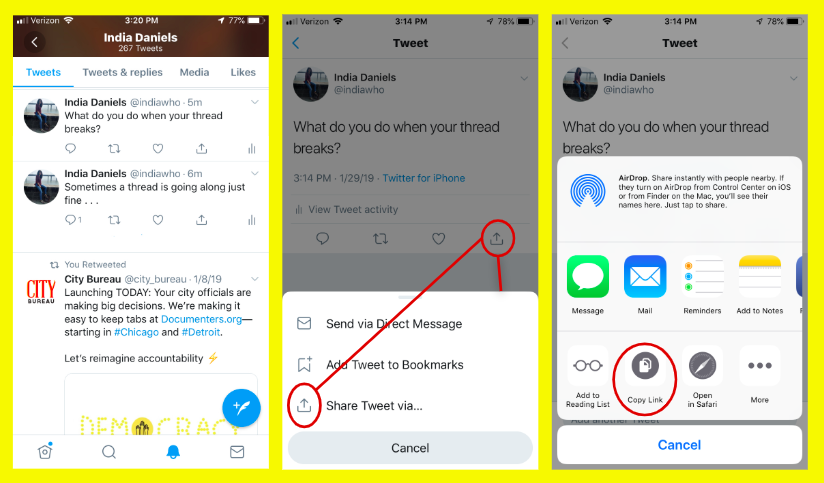 Verizon 3:20 PM 77%
India Daniels
267 Tweets
Tweets Tweets & replies Media Likes
India Daniels @indiawho · 5m
What do you do when your thread
breaks?
India Daniels @indiawho · 6m
Sometimes a thread is going along just
fine . . .
1
You Retweeted
City Bureau @city_bureau · 1/8/19
CITY
BUREAU
Launching TODAY: Your city officials are
making big decisions. We're making it
easy to keep tabs at Documenters.org—
starting in #Chicago and #Detroit.
Let's reimagine accountability ⚡
DEMOCRACY
Verizon 3:14 PM 78%
Tweet
India Daniels
@indiawho
What do you do when your thread
breaks?
3:14 PM · 1/29/19 · Twitter for iPhone
View Tweet activity
Send via Direct Message
Add Tweet to Bookmarks
Share Tweet via...
Cancel
Verizon 3:14 PM 78%
Tweet
India Daniels
@indiawho
What do you do when your thread
breaks?
AirDrop. Share instantly with people nearby. If
they turn on AirDrop from Control Center on iOS
or from Finder on the Mac, you'll see their
names here. Just tap to share.
Message Mail Reminders Add to Notes
Add to
Reading List
Copy Link
Open
in Safari
More
Add another Tweet
Cancel